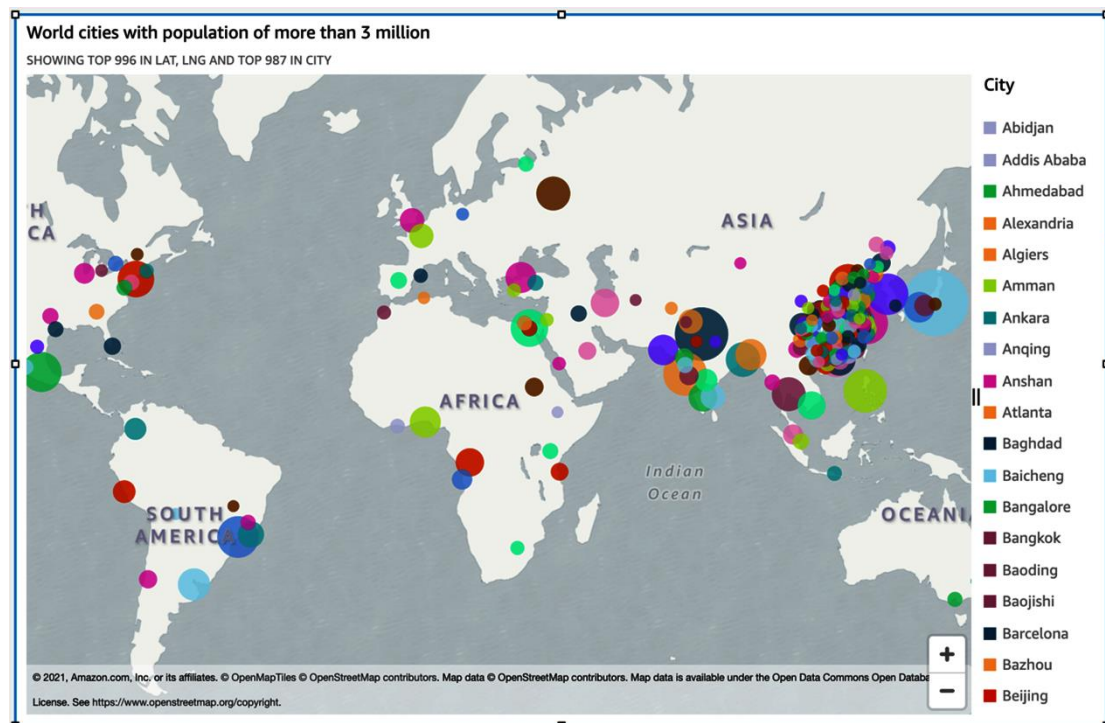 World cities with population of more than 3 million
SHOWING TOP 996 IN LAT, LNG AND TOP 987 IN CITY
H
CA
ASIA
AFRICA
Indian
Ocean
SOUTH
AMERICA
OCEANIA
City
Abidjan
Addis Ababa
Ahmedabad
Alexandria
Algiers
Amman
Ankara
Anqing
Anshan
Atlanta
Baghdad
Baicheng
Bangalore
Bangkok
Baoding
Baojishi
Barcelona
Bazhou
Beijing
+
−
© 2021, Amazon.com, Inc. or its affiliates. © OpenMapTiles © OpenStreetMap contributors. Map data © OpenStreetMap contributors. Map data is available under the Open Data Commons Open Databa
License. See https://www.openstreetmap.org/copyright.